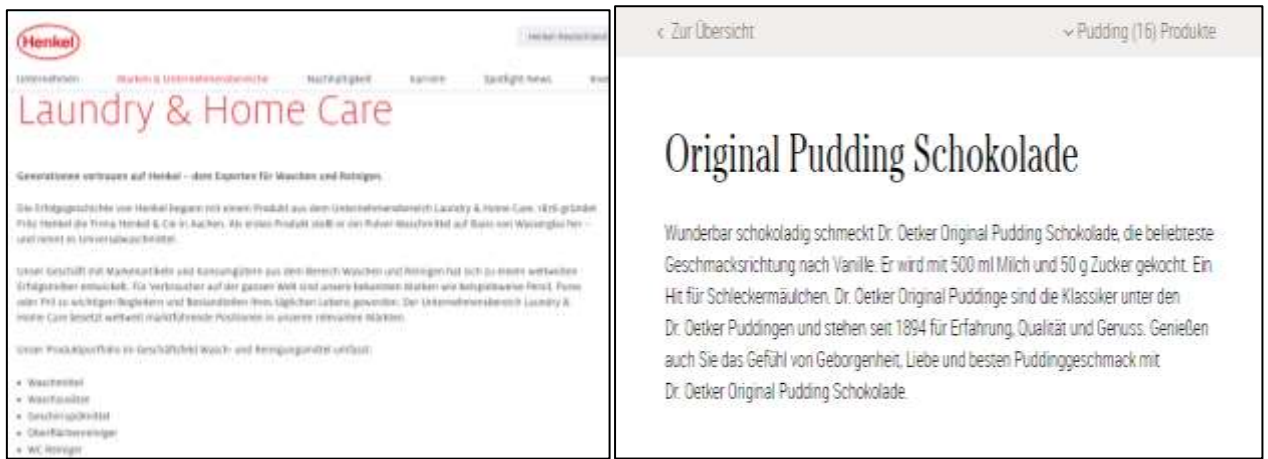 Henkel
Henkel Deutschland
Unternehmen Marken & Unternehmensbereiche Nachhaltigkeit Karriere Spotlight News
Laundry & Home Care
Generationen vertrauen auf Henkel – dem Experten für Waschen und Reinigen.
Die Erfolgsgeschichte von Henkel begann mit einem Produkt aus dem Unternehmensbereich Laundry & Home Care. 1876 gründet
Fritz Henkel die Firma Henkel & Cie in Aachen. Als erstes Produkt stellt er ein Pulver-Waschmittel auf Basis von Wasserglas her –
und nennt es Universalwaschmittel.
Unser Geschäft mit Markenartikeln und Konsumgütern aus dem Bereich Waschen und Reinigen hat sich zu einem weltweiten
Erfolgstreiber entwickelt. Für Verbraucher auf der ganzen Welt sind unsere bekannten Marken wie beispielsweise Persil, Purex
oder Pril zu wichtigen Begleitern und Bestandteilen ihres täglichen Lebens geworden. Der Unternehmensbereich Laundry &
Home Care besetzt weltweit marktführende Positionen in unseren relevanten Märkten.
Unser Produktportfolio im Geschäftsfeld Wasch- und Reinigungsmittel umfasst:
• Waschmittel
• Waschzusätze
• Geschirrspülmittel
• Oberflächenreiniger
• WC Reiniger
‹ Zur Übersicht
Pudding (16) Produkte
Original Pudding Schokolade
Wunderbar schokoladig schmeckt Dr. Oetker Original Pudding Schokolade, die beliebteste
Geschmacksrichtung nach Vanille. Er wird mit 500 ml Milch und 50 g Zucker gekocht. Ein
Hit für Schleckermäulchen. Dr. Oetker Original Puddinge sind die Klassiker unter den
Dr. Oetker Puddingen und stehen seit 1894 für Erfahrung, Qualität und Genuss. Genießen
auch Sie das Gefühl von Geborgenheit, Liebe und besten Puddinggeschmack mit
Dr. Oetker Original Pudding Schokolade.